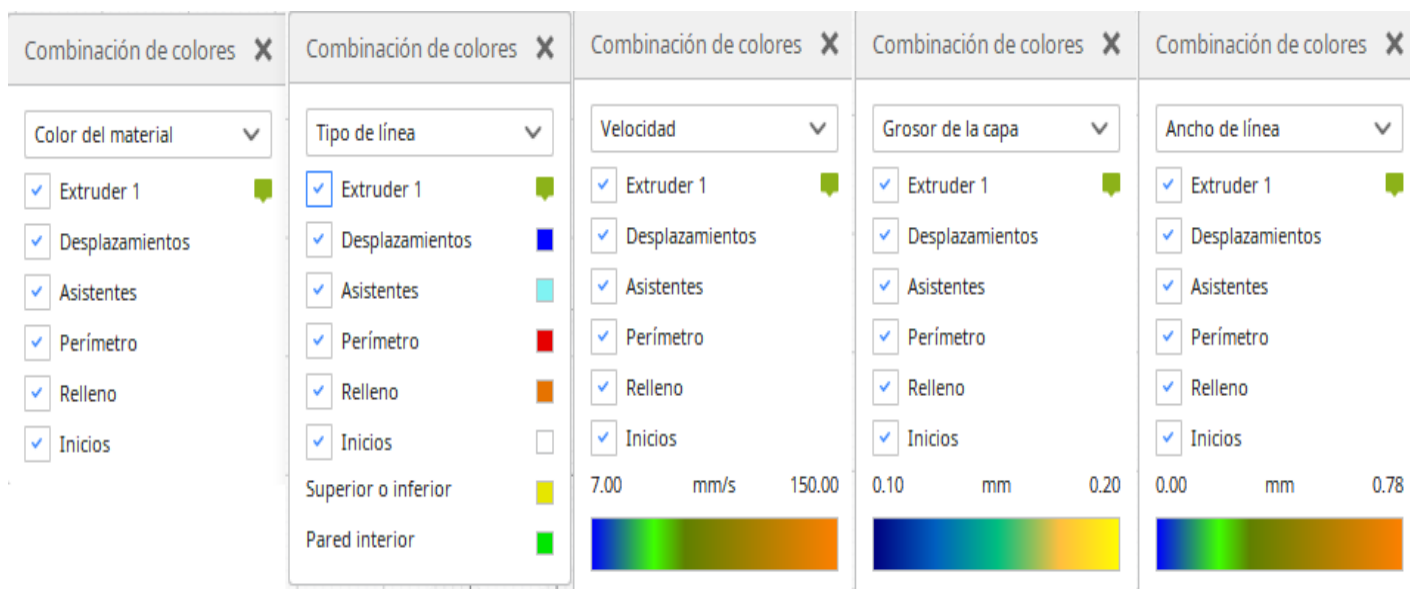 Combinación de colores
Color del material
Extruder 1
Desplazamientos
Asistentes
Perímetro
Relleno
Inicios
Combinación de colores
Tipo de línea
Extruder 1
Desplazamientos
Asistentes
Perímetro
Relleno
Inicios
Superior o inferior
Pared interior
Combinación de colores
Velocidad
Extruder 1
Desplazamientos
Asistentes
Perímetro
Relleno
Inicios
7.00 mm/s 150.00
Combinación de colores
Grosor de la capa
Extruder 1
Desplazamientos
Asistentes
Perímetro
Relleno
Inicios
0.10 mm 0.20
Combinación de colores
Ancho de línea
Extruder 1
Desplazamientos
Asistentes
Perímetro
Relleno
Inicios
0.00 mm 0.78